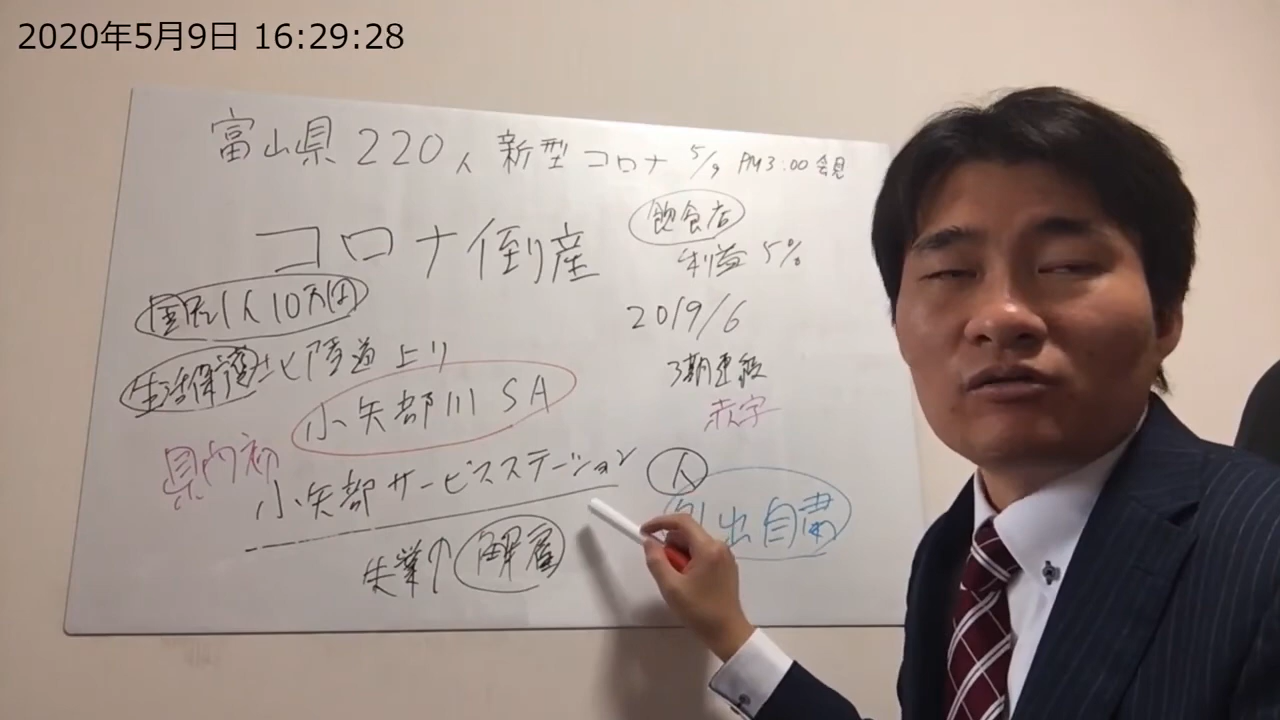 2020年5月9日 16:29:28
富山県 220人 新型コロナ 5/9 PM3:00 会見
コロナ倒産
飲食店
利益 5%
国民1人10万円
2019/6
生活保護
北陸道 上り
3期連続
赤字
小矢部川 SA
県内初
小矢部サービスステーション
人
外出自粛
失業↑ 解雇